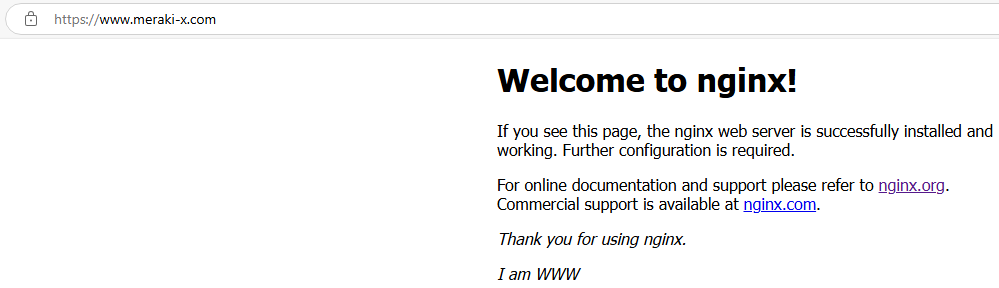 https://www.meraki-x.com
Welcome to nginx!
If you see this page, the nginx web server is successfully installed and
working. Further configuration is required.
For online documentation and support please refer to nginx.org.
Commercial support is available at nginx.com.
Thank you for using nginx.
I am WWW